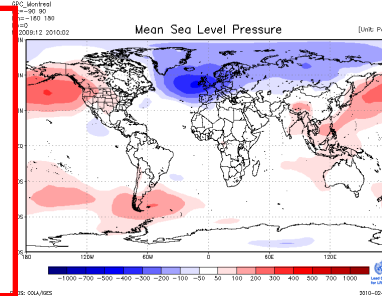 GPC_Montreal
=-90 90
n=-180 180
=0
2009:12 2010:02
Mean Sea Level Pressure
[Unit: P
180 120W 60W 0 60E 120E
-1000 -700 -500 -400 -300 -200 -100 -50 50 100 200 300 400 500 700 1000
S: COLA/IGES
2010-02